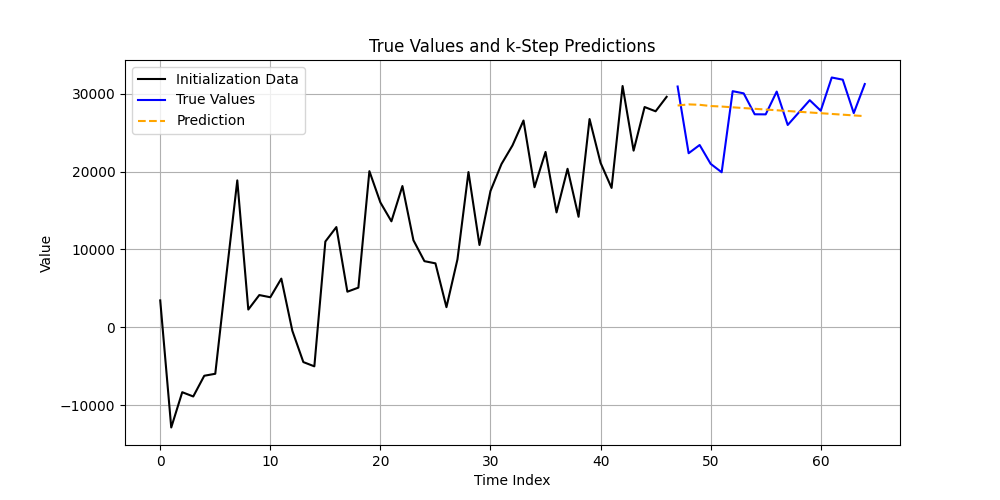 True Values and k-Step Predictions
Initialization Data
True Values
Prediction
30000
20000
10000
0
−10000
Value
0 10 20 30 40 50 60
Time Index